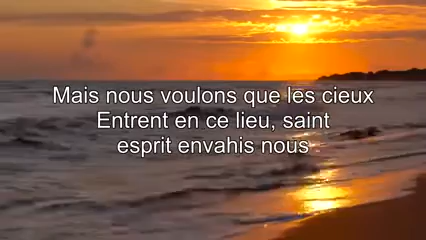 Mais nous voulons que les cieux
Entrent en ce lieu, saint
esprit envahis nous